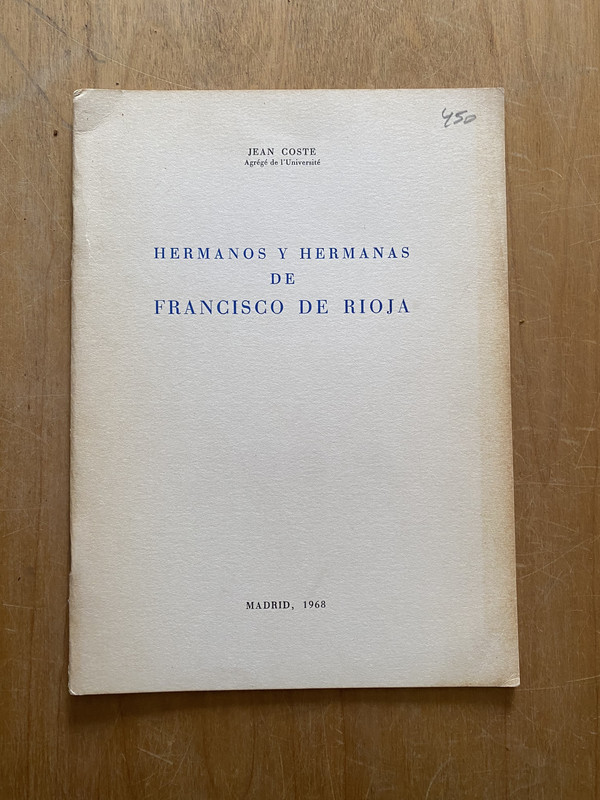 450
JEAN COSTE
Agrégé de l'Université
HERMANOS Y HERMANAS
DE
FRANCISCO DE RIOJA
MADRID, 1968